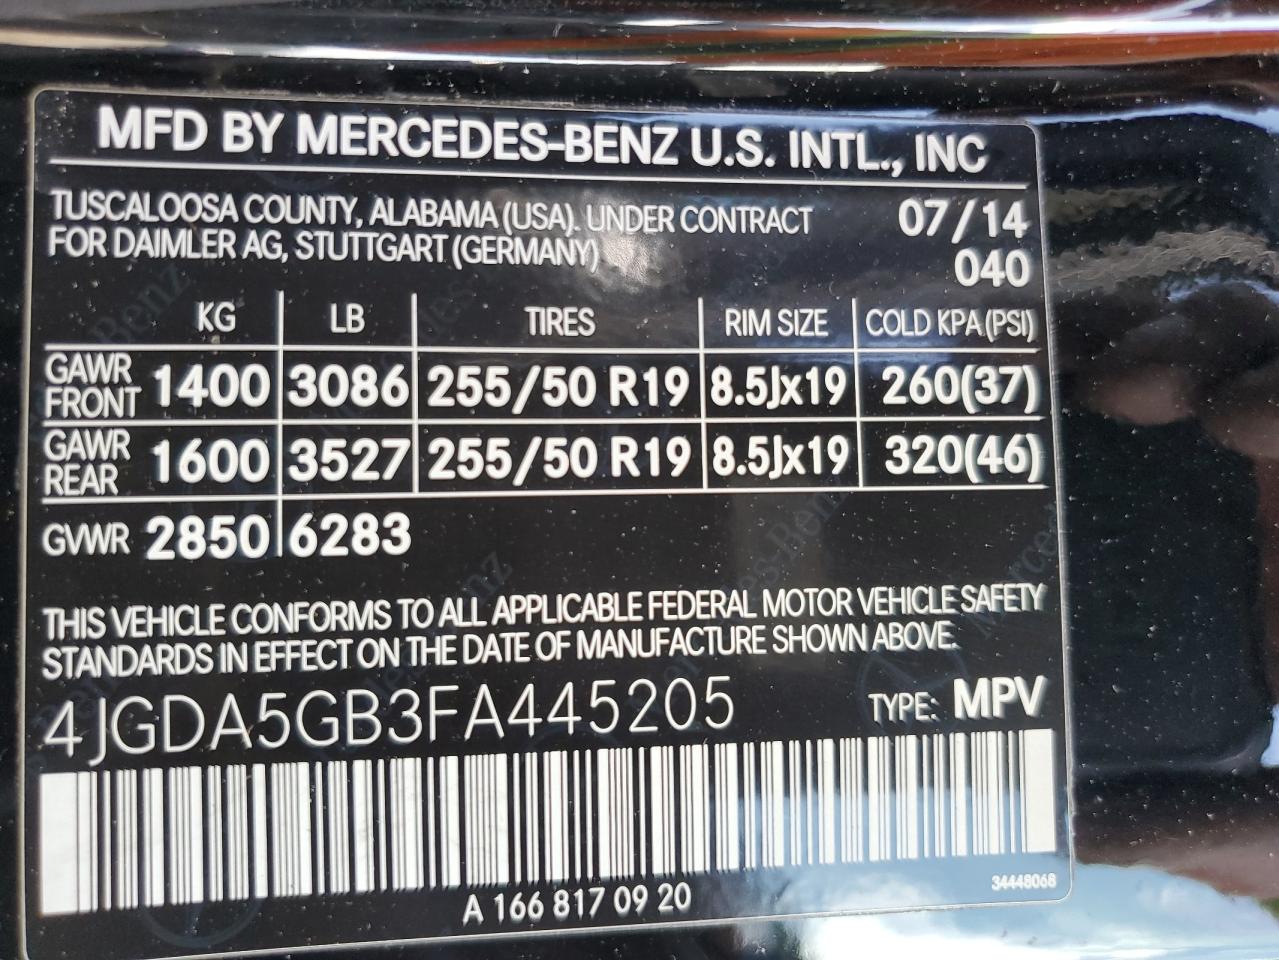 MFD BY MERCEDES-BENZ U.S. INTL., INC
TUSCALOOSA COUNTY, ALABAMA (USA). UNDER CONTRACT 07/14
FOR DAIMLER AG, STUTTGART (GERMANY) 040
KG LB TIRES RIM SIZE COLD KPA (PSI)
GAWR FRONT 1400 3086 255/50 R19 8.5Jx19 260(37)
GAWR REAR 1600 3527 255/50 R19 8.5Jx19 320(46)
GVWR 2850 6283
THIS VEHICLE CONFORMS TO ALL APPLICABLE FEDERAL MOTOR VEHICLE SAFETY
STANDARDS IN EFFECT ON THE DATE OF MANUFACTURE SHOWN ABOVE.
4JGDA5GB3FA445205 TYPE: MPV
34448068
A 166 817 09 20